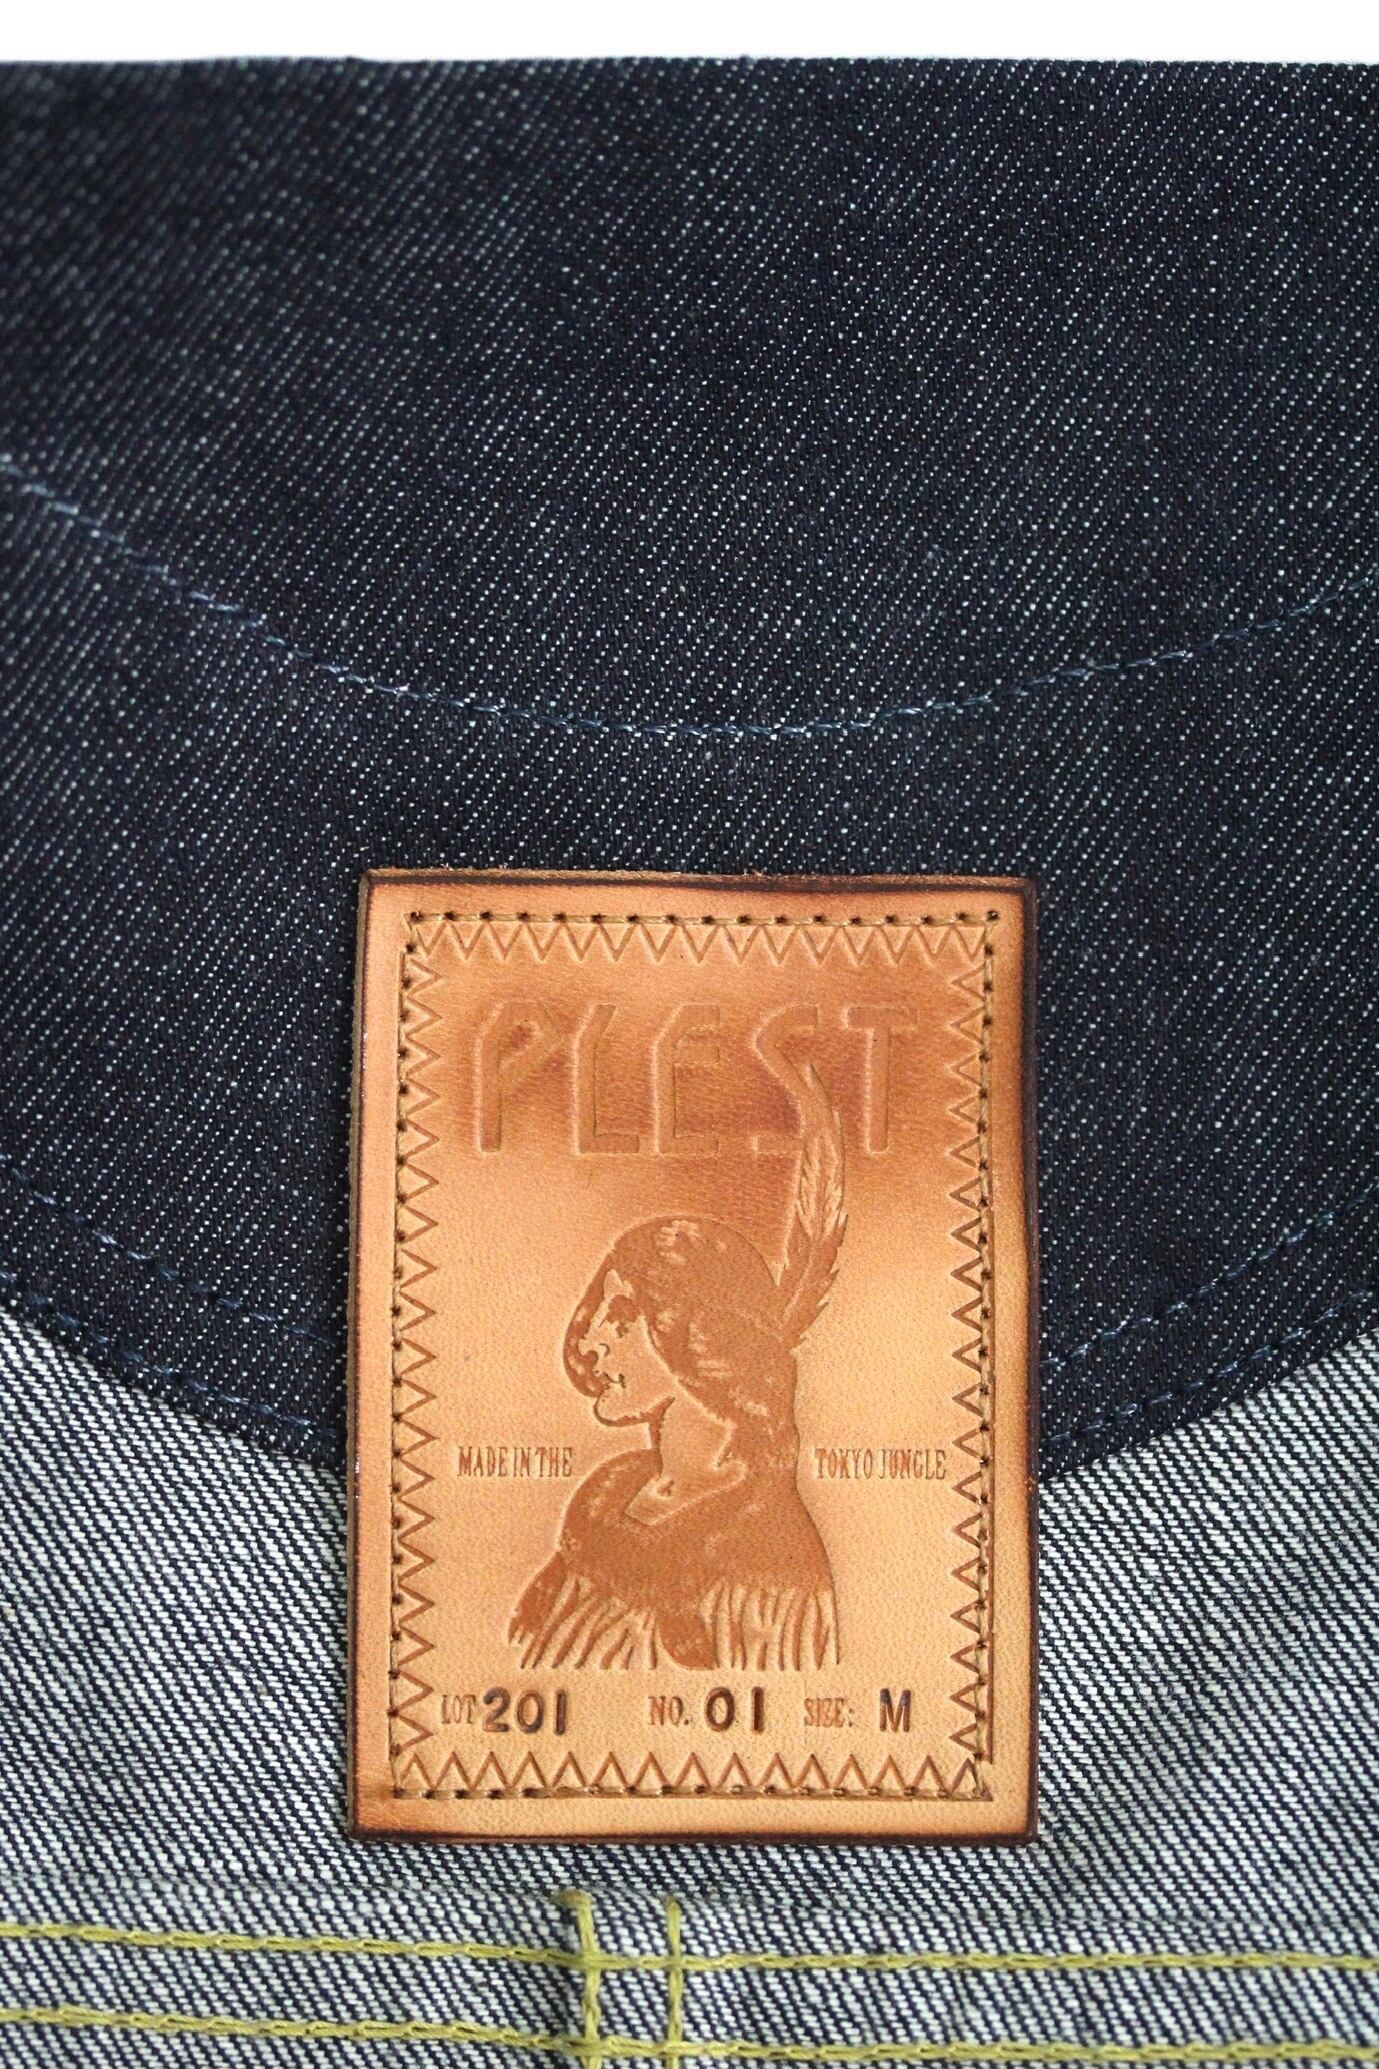 PLEST
MADE IN THE TOKYO JUNGLE
LOT 201 NO. 01 SIZE: M